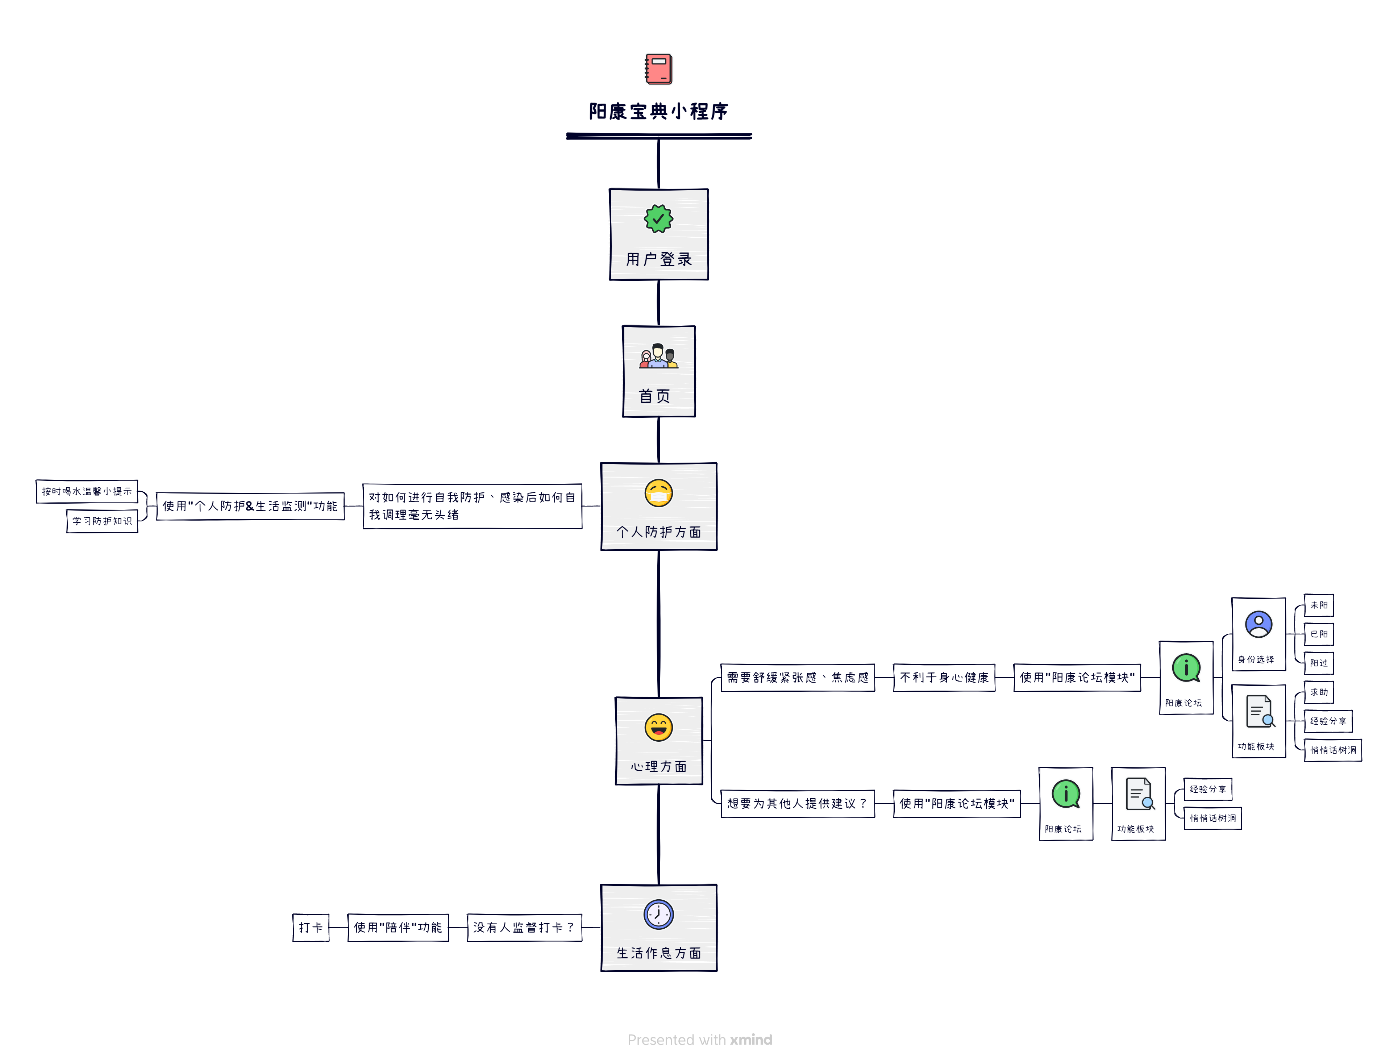 阳康宝典小程序
用户登录
首页
个人防护方面
对如何进行自我防护、感染后如何自
我调理毫无头绪
使用"个人防护&生活监测"功能
按时喝水温馨小提示
学习防护知识
心理方面
需要舒缓紧张感、焦虑感
不利于身心健康
使用"阳康论坛模块"
阳康论坛
身份选择
未阳
已阳
阳过
功能板块
求助
经验分享
悄悄话树洞
想要为其他人提供建议？
使用"阳康论坛模块"
阳康论坛
功能板块
经验分享
悄悄话树洞
生活作息方面
没有人监督打卡？
使用"陪伴"功能
打卡
Presented with xmind